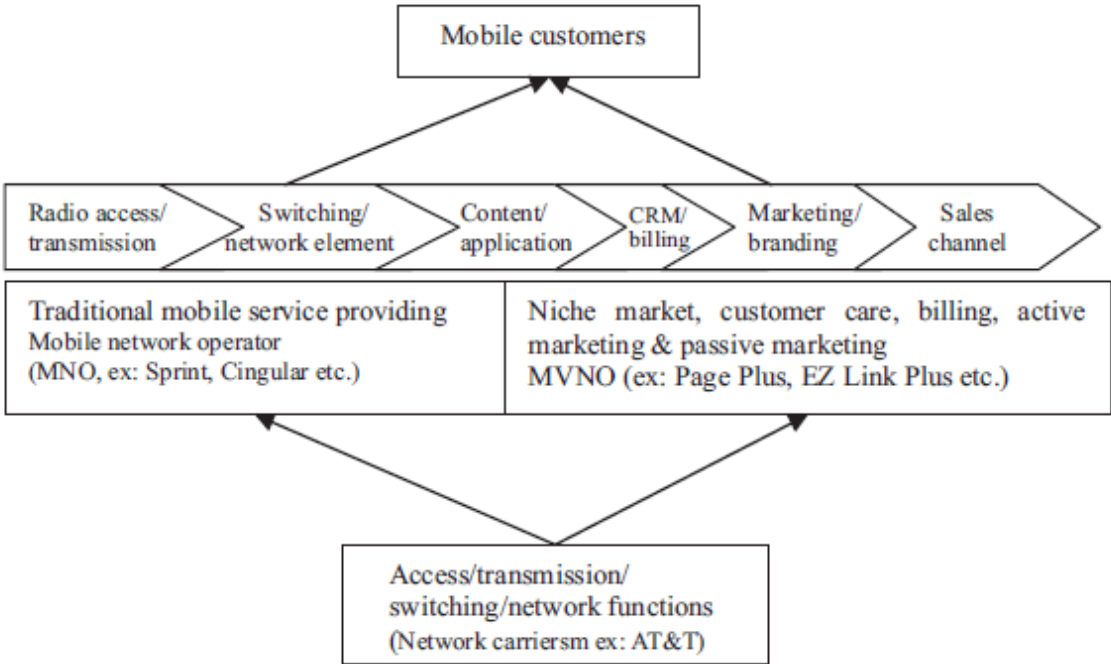 Mobile customers
Radio access/
transmission
Switching/
network element
Content/
application
CRM/
billing
Marketing/
branding
Sales
channel
Traditional mobile service providing
Mobile network operator
(MNO, ex: Sprint, Cingular etc.)
Niche market, customer care, billing, active
marketing & passive marketing
MVNO (ex: Page Plus, EZ Link Plus etc.)
Access/transmission/
switching/network functions
(Network carriersm ex: AT&T)